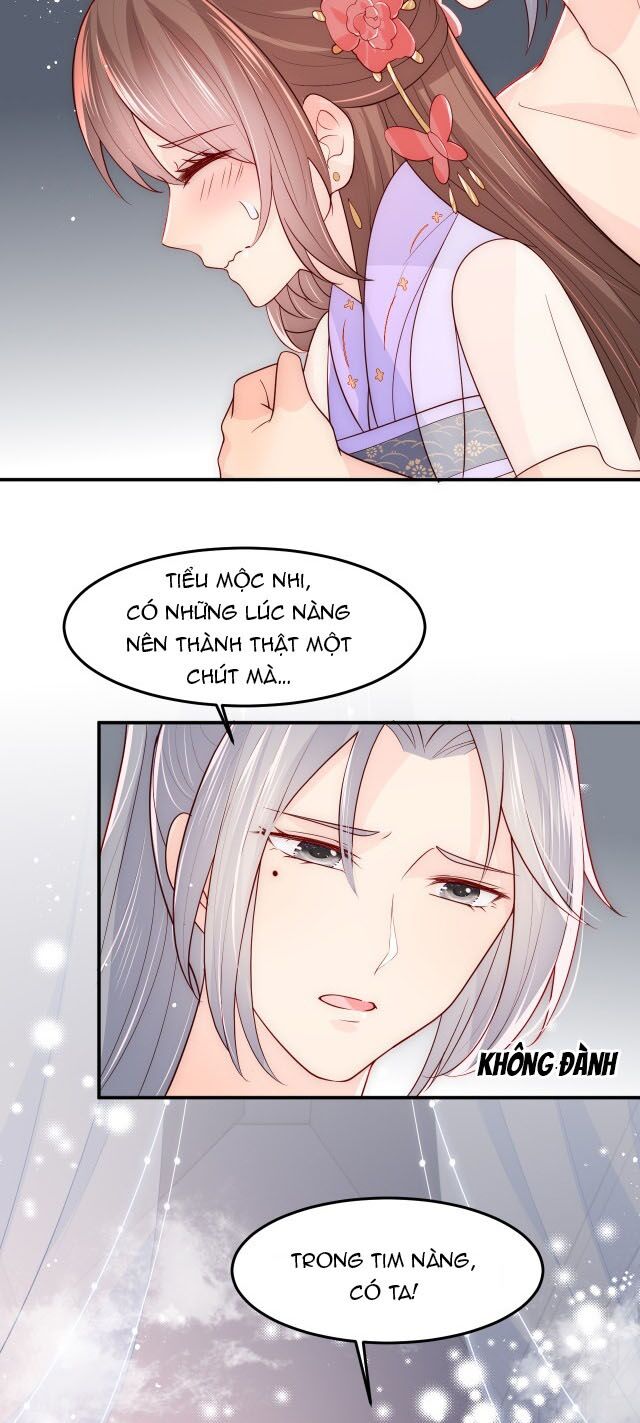 TIỂU MỘC NHI,
CÓ NHỮNG LÚC NÀNG
NÊN THÀNH THẬT MỘT
CHÚT MÀ...
KHÔNG ĐÀNH
TRONG TIM NÀNG,
CÓ TA!